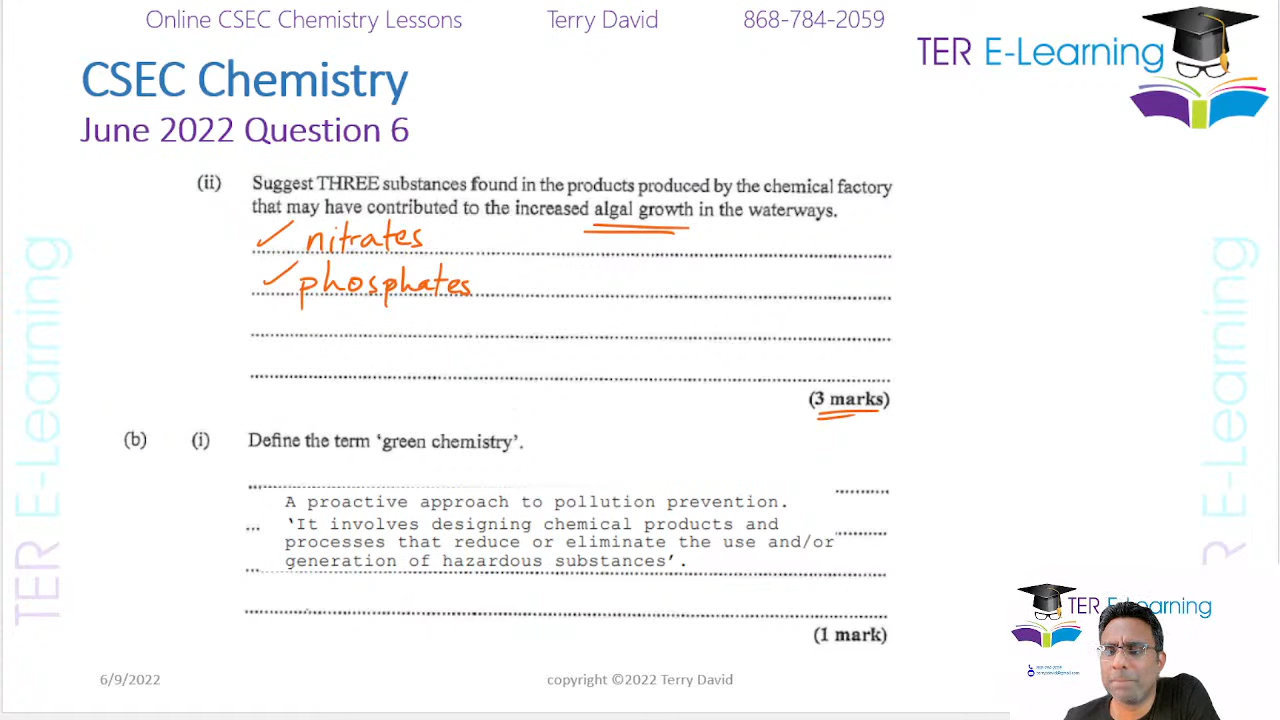 Online CSEC Chemistry Lessons Terry David 868-784-2059
TER E-Learning
CSEC Chemistry
June 2022 Question 6
(ii) Suggest THREE substances found in the products produced by the chemical factory
that may have contributed to the increased algal growth in the waterways.
✓ nitrates
✓ phosphates
(3 marks)
(b) (i) Define the term ‘green chemistry’.
A proactive approach to pollution prevention.
‘It involves designing chemical products and
processes that reduce or eliminate the use and/or
generation of hazardous substances’.
(1 mark)
TER E-Learning
TER E-Learning
TER E-Learning
6/9/2022 copyright ©2022 Terry David